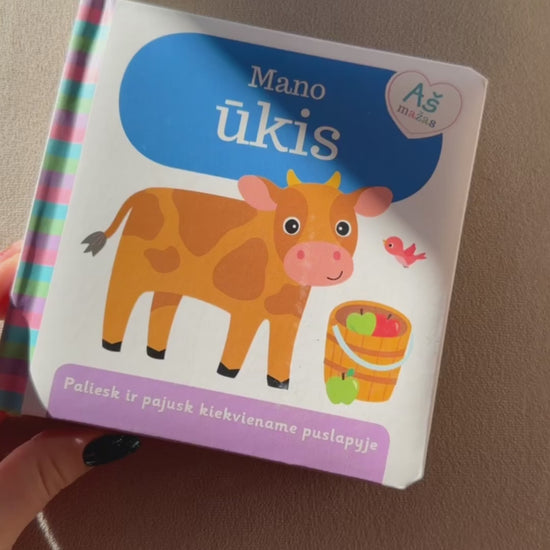 Mano
ūkis
Aš
mažas
Paliesk ir pajusk kiekviename puslapyje